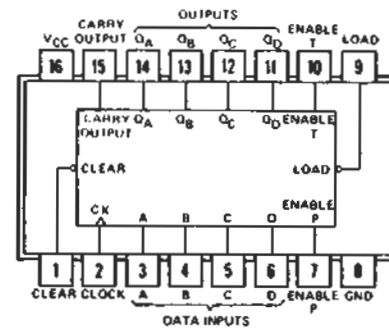 OUTPUTS
CARRY ENABLE
VCC OUTPUT QA QB QC QD T LOAD
16 15 14 13 12 11 10 9
CARRY OUTPUT QA QB QC QD ENABLE T
CLEAR LOAD
ENABLE
CK A B C D P
1 2 3 4 5 6 7 8
CLEAR CLOCK A B C D ENABLE P GND
DATA INPUTS